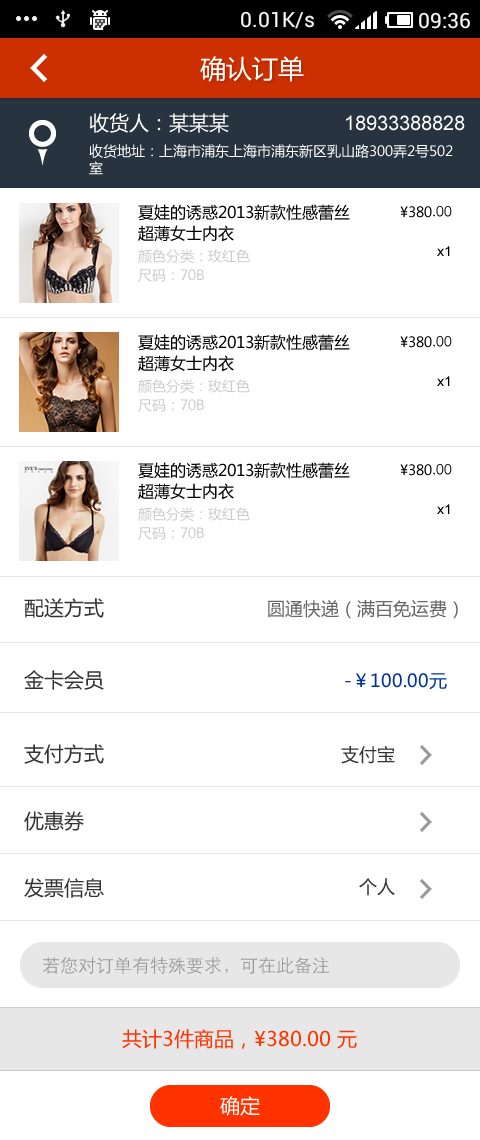 0.01K/s 09:36
确认订单
收货人：某某某 18933388828
收货地址：上海市浦东上海市浦东新区乳山路300弄2号502
室
夏娃的诱惑2013新款性感蕾丝 ¥380.00
超薄女士内衣
x1
颜色分类：玫红色
尺码：70B
夏娃的诱惑2013新款性感蕾丝 ¥380.00
超薄女士内衣
x1
颜色分类：玫红色
尺码：70B
夏娃的诱惑2013新款性感蕾丝 ¥380.00
超薄女士内衣
x1
颜色分类：玫红色
尺码：70B
配送方式 圆通快递（满百免运费）
金卡会员 -￥100.00元
支付方式 支付宝
优惠券
发票信息 个人
若您对订单有特殊要求，可在此备注
共计3件商品，¥380.00 元
确定